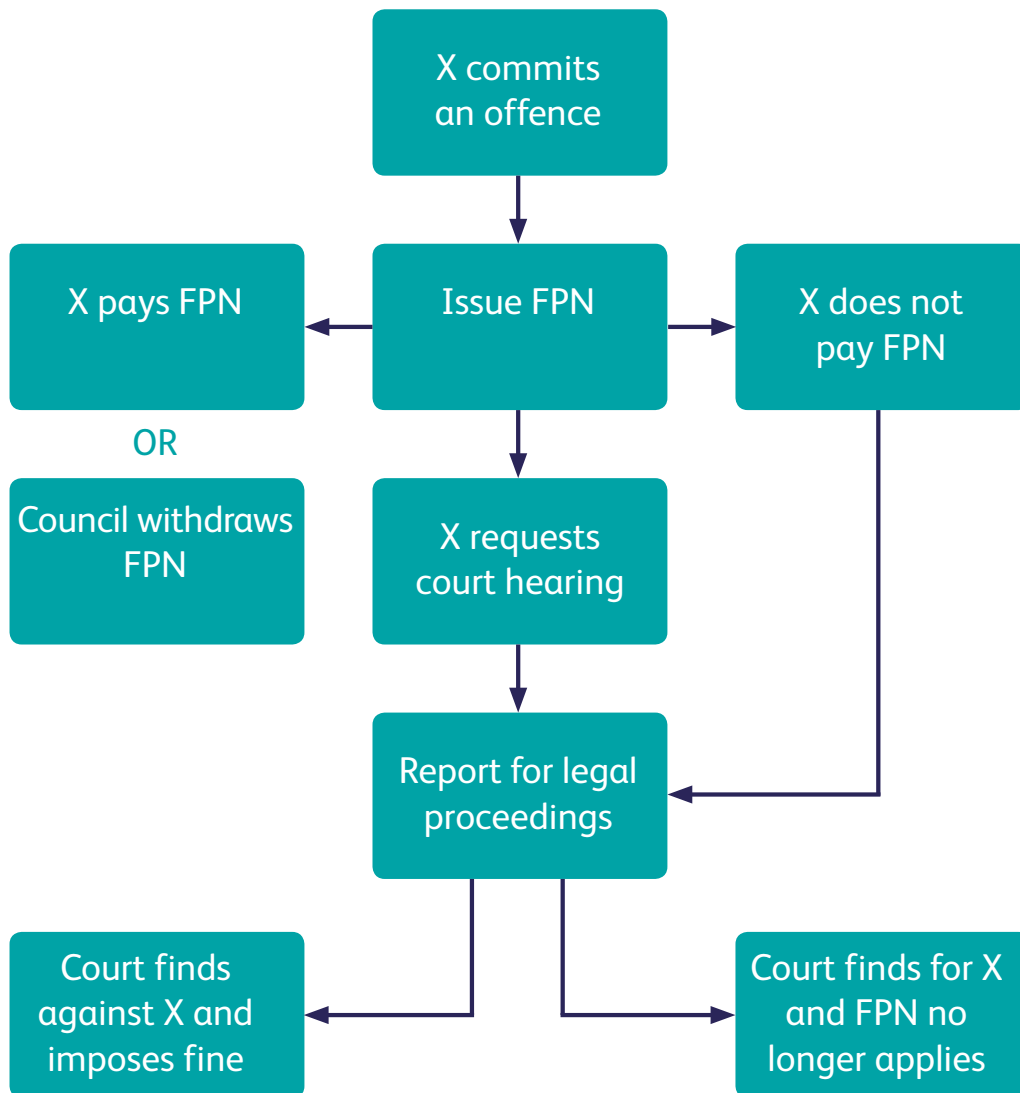 X commits
an offence
X pays FPN
Issue FPN
X does not
pay FPN
OR
Council withdraws
FPN
X requests
court hearing
Report for legal
proceedings
Court finds
against X and
imposes fine
Court finds for X
and FPN no
longer applies